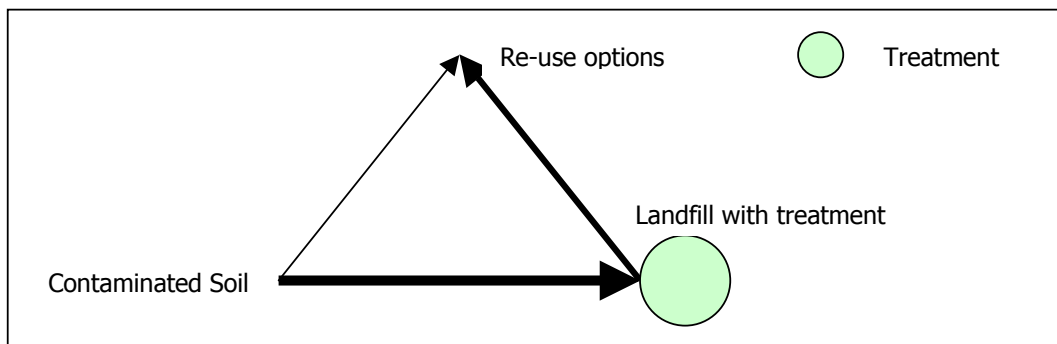 Re-use options
Treatment
Landfill with treatment
Contaminated Soil